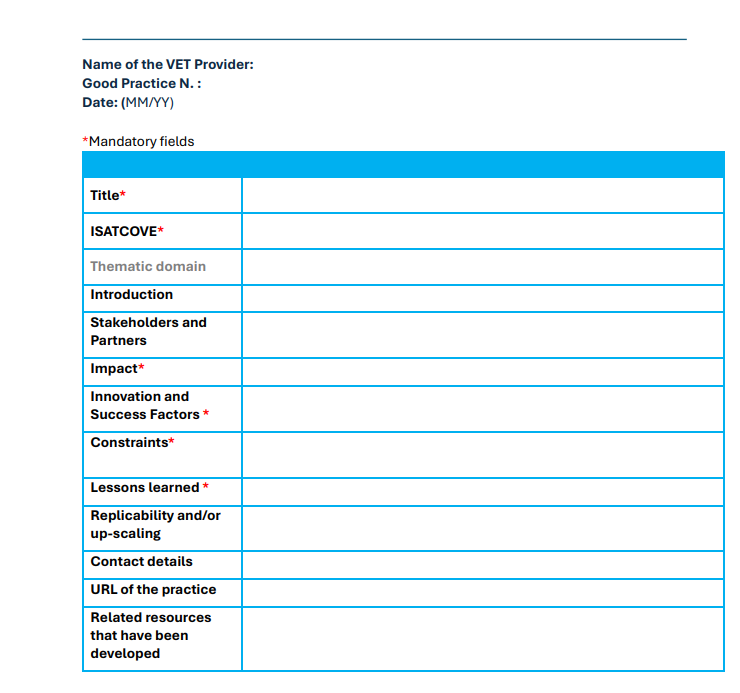 Name of the VET Provider:
Good Practice N. :
Date: (MM/YY)
*Mandatory fields
Title*
ISATCOVE*
Thematic domain
Introduction
Stakeholders and
Partners
Impact*
Innovation and
Success Factors *
Constraints*
Lessons learned *
Replicability and/or
up-scaling
Contact details
URL of the practice
Related resources
that have been
developed